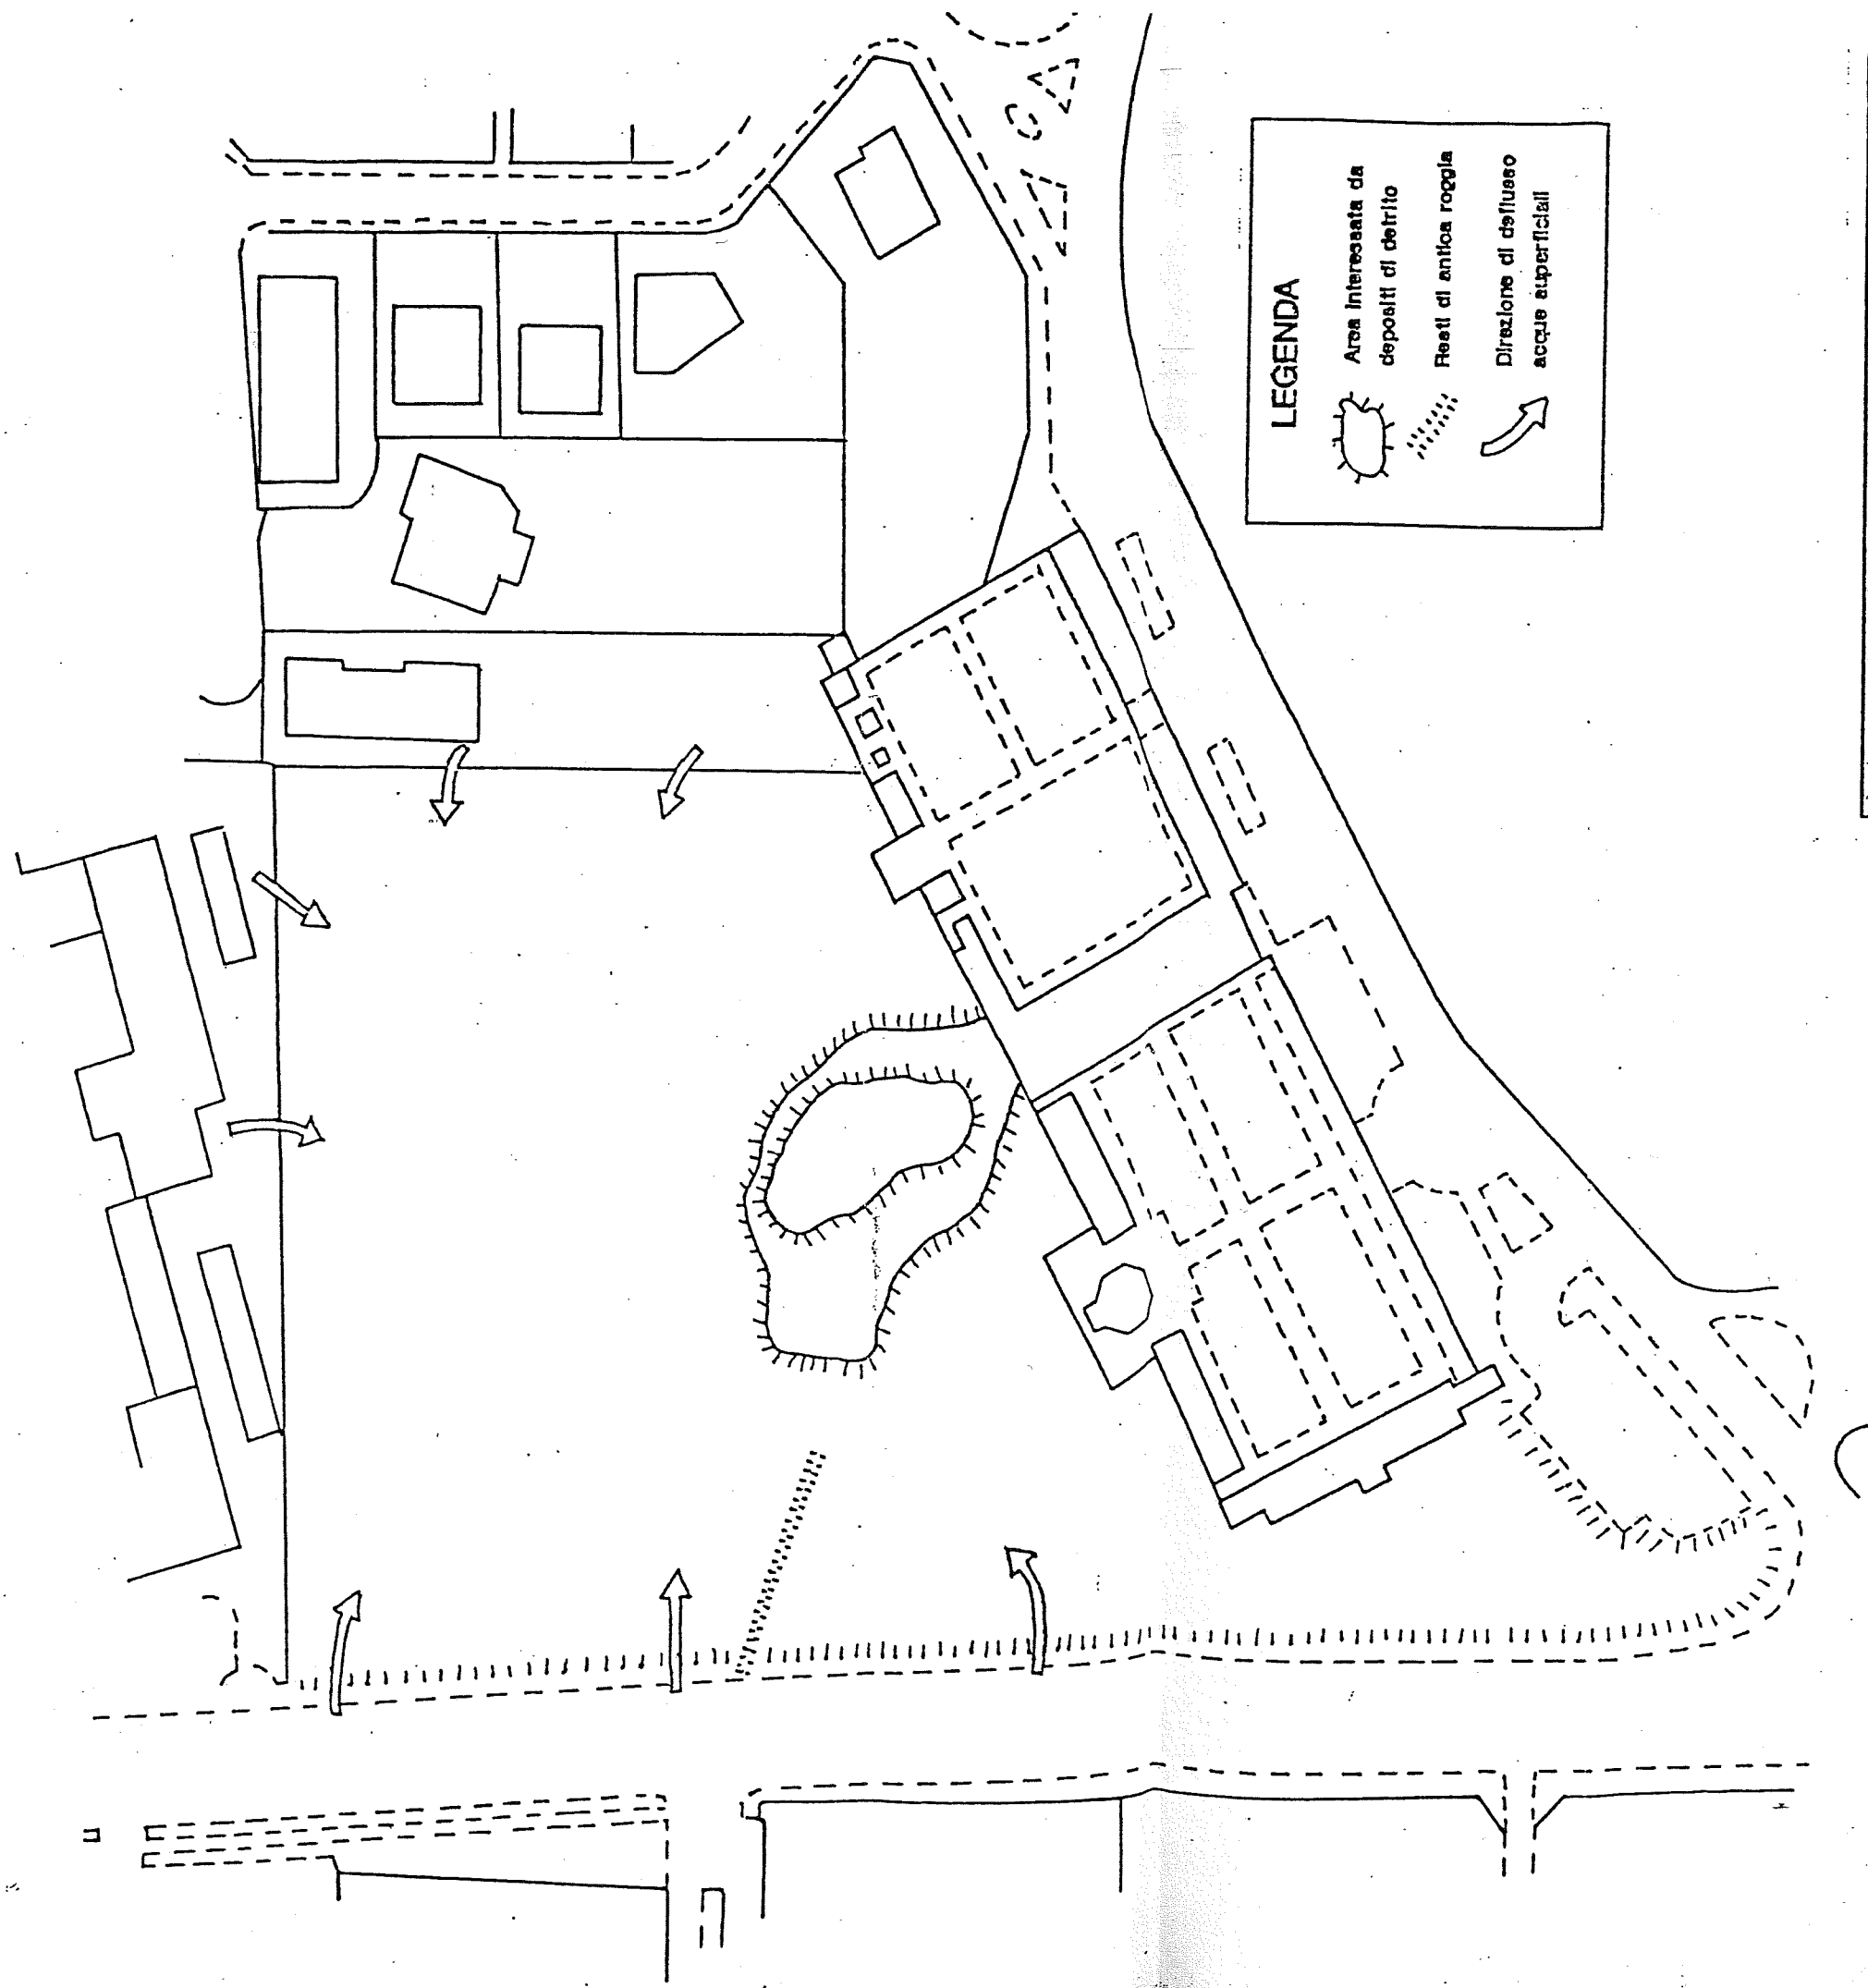 LEGENDA
Area interessata da
depositi di detrito
Resti di antica roggia
Direzione di deflusso
acque superficiali